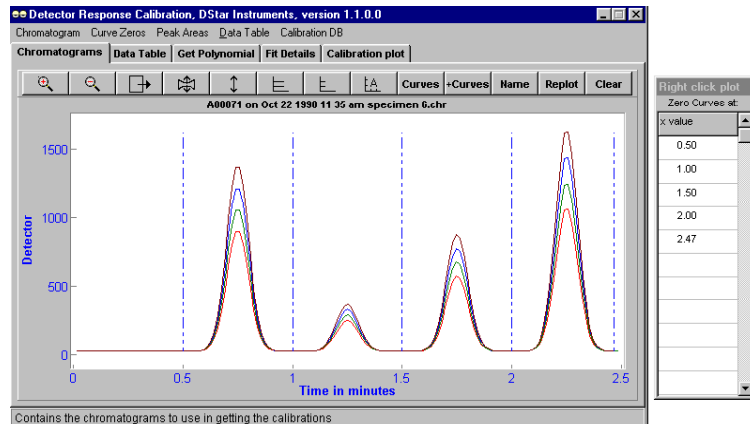 Detector Response Calibration, DStar Instruments, version 1.1.0.0
Chromatogram Curve Zeros Peak Areas Data Table Calibration DB
Chromatograms Data Table Get Polynomial Fit Details Calibration plot
Curves +Curves Name Replot Clear
A00071 on Oct 22 1990 11 35 am specimen 6.chr
1500
1000
500
0
Detector
0 0.5 1 1.5 2 2.5
Time in minutes
Contains the chromatograms to use in getting the calibrations
Right click plot
Zero Curves at:
x value
0.50
1.00
1.50
2.00
2.47